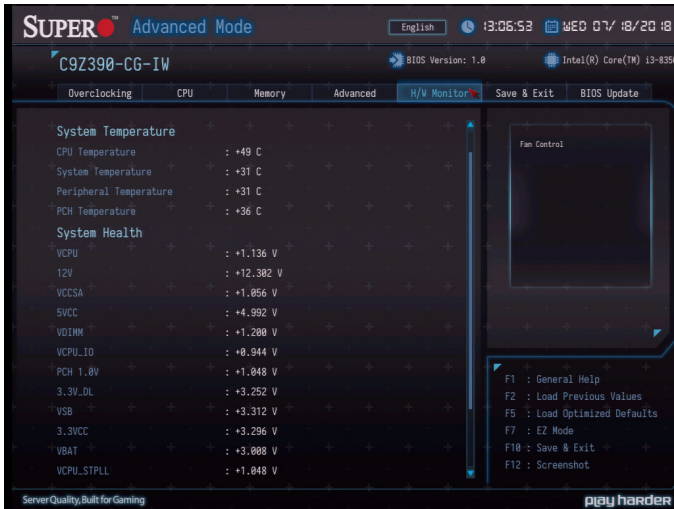 SUPER Advanced Mode
English
13:06:53
WED 07/18/2018
C9Z390-CG-IW
BIOS Version: 1.0
Intel(R) Core(TM) i3-835
Overclocking CPU Memory Advanced H/W Monitor Save & Exit BIOS Update
System Temperature
CPU Temperature : +49 C
System Temperature : +31 C
Peripheral Temperature : +31 C
PCH Temperature : +36 C
System Health
VCPU : +1.136 V
12V : +12.302 V
VCCSA : +1.056 V
5VCC : +4.992 V
VDIMM : +1.200 V
VCPU_IO : +0.944 V
PCH 1.0V : +1.048 V
3.3V_DL : +3.252 V
VSB : +3.312 V
3.3VCC : +3.296 V
VBAT : +3.008 V
VCPU_STPLL : +1.048 V
Fan Control
F1 : General Help
F2 : Load Previous Values
F5 : Load Optimized Defaults
F7 : EZ Mode
F10 : Save & Exit
F12 : Screenshot
Server Quality, Built for Gaming
play harder